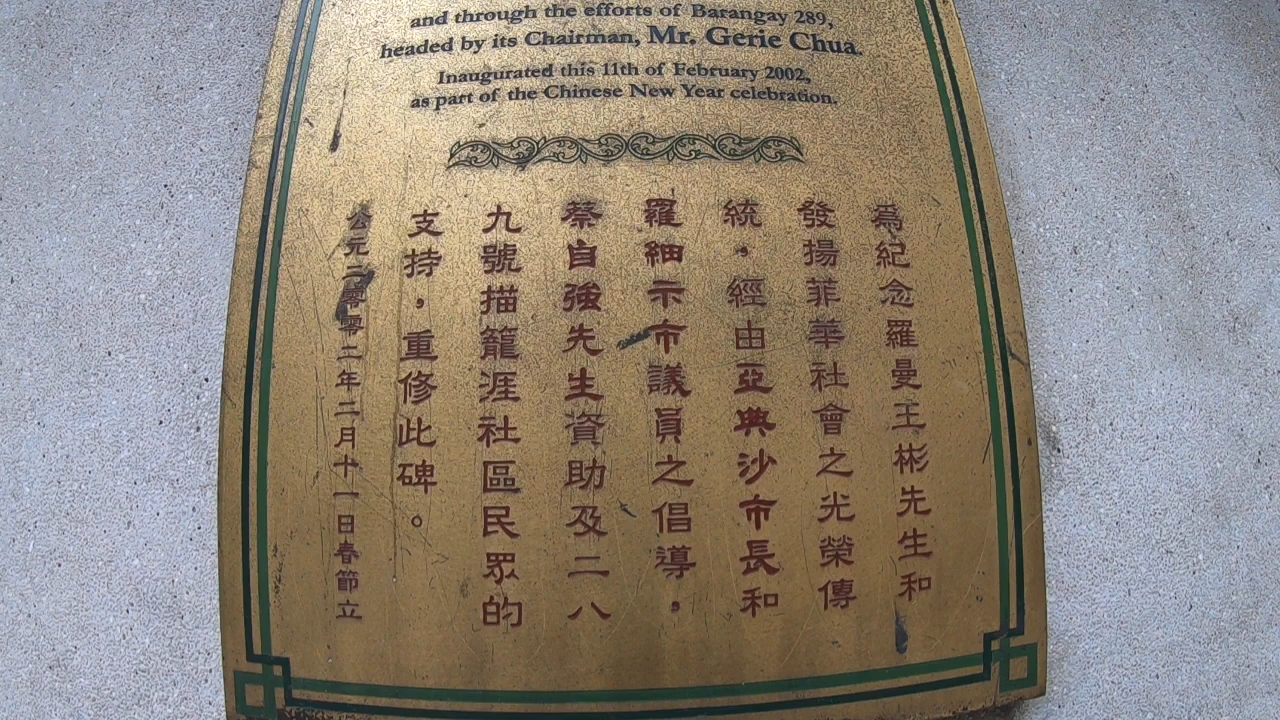 and through the efforts of Barangay 289,
headed by its Chairman, Mr. Gerie Chua.
Inaugurated this 11th of February 2002,
as part of the Chinese New Year celebration.
爲紀念羅曼王彬先生和
發揚菲華社會之光榮傳
統，經由亞典沙市長和
羅細示市議員之倡導，
蔡自強先生資助及二八
九號描籠涯社區民眾的
支持，重修此碑。
公元二零零二年二月十一日春節立